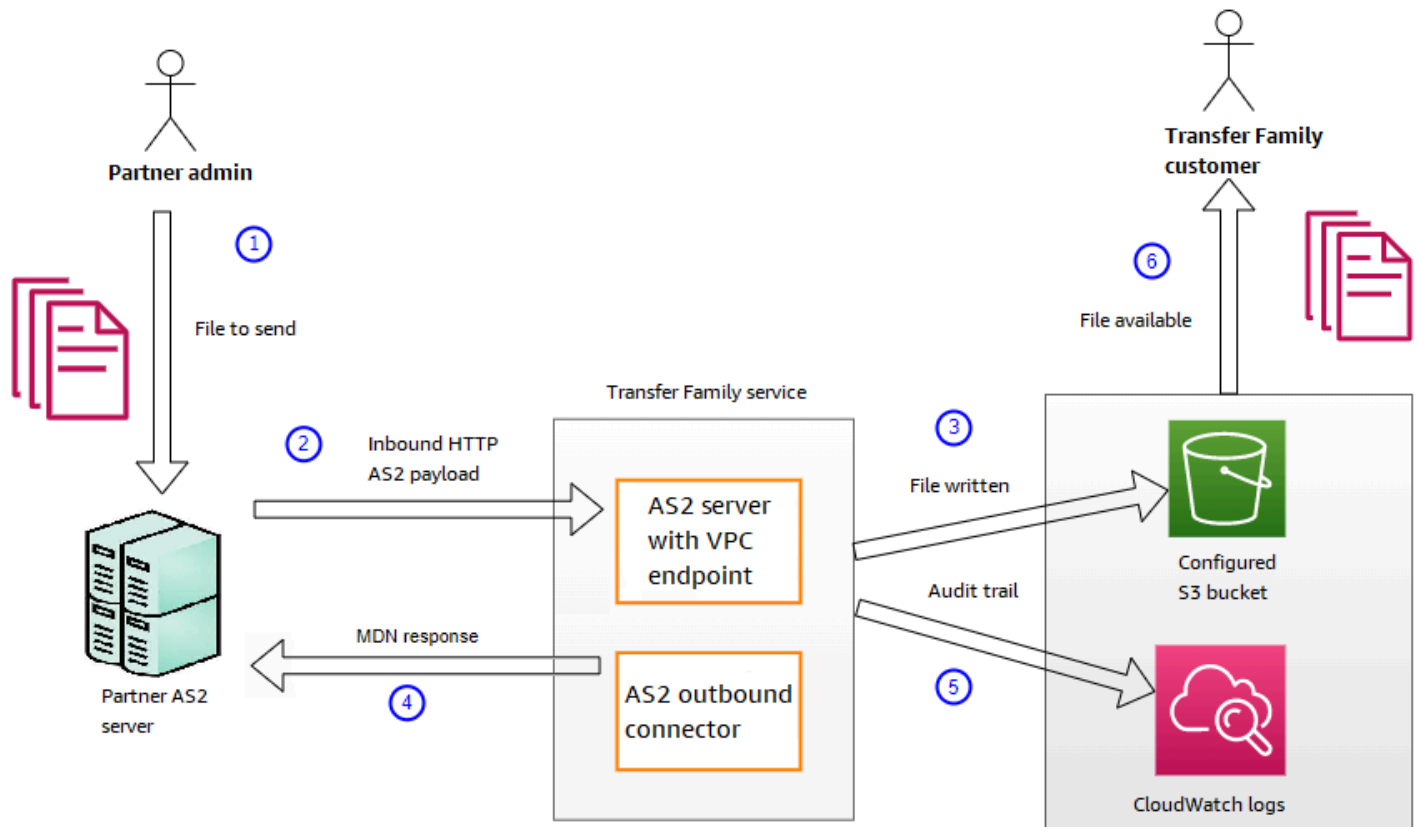 Partner admin
Transfer Family
customer
1
File to send
6
File available
Transfer Family service
2
Inbound HTTP
AS2 payload
AS2 server
with VPC
endpoint
3
File written
Configured
S3 bucket
Audit trail
MDN response
4
AS2 outbound
connector
5
Partner AS2
server
CloudWatch logs